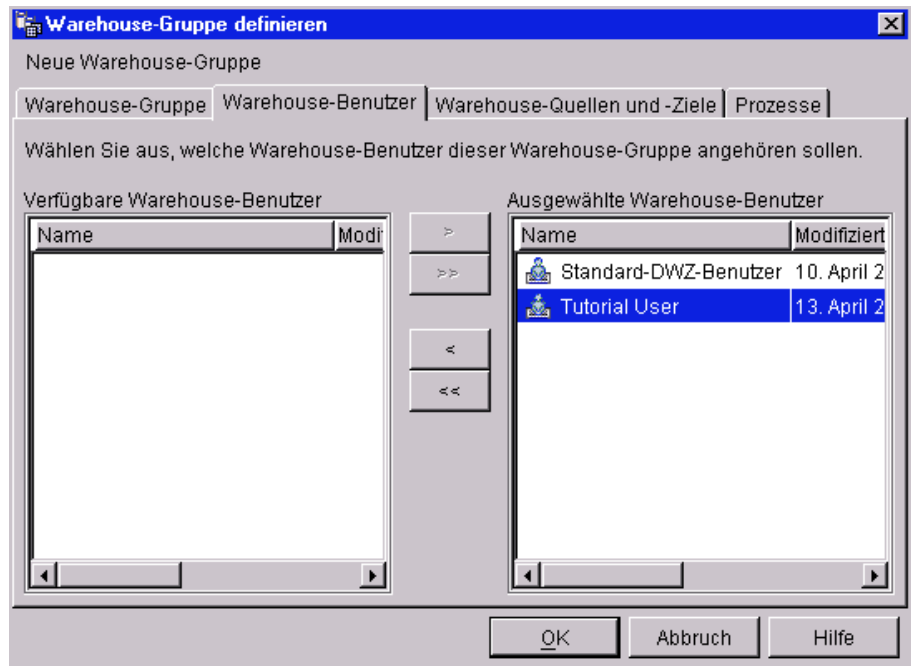 Warehouse-Gruppe definieren
Neue Warehouse-Gruppe
Warehouse-Gruppe Warehouse-Benutzer Warehouse-Quellen und -Ziele Prozesse
Wählen Sie aus, welche Warehouse-Benutzer dieser Warehouse-Gruppe angehören sollen.
Verfügbare Warehouse-Benutzer
Name Modi
>
>>
<
<<
Ausgewählte Warehouse-Benutzer
Name Modifiziert
Standard-DWZ-Benutzer 10. April 2
Tutorial User 13. April 2
OK Abbruch Hilfe